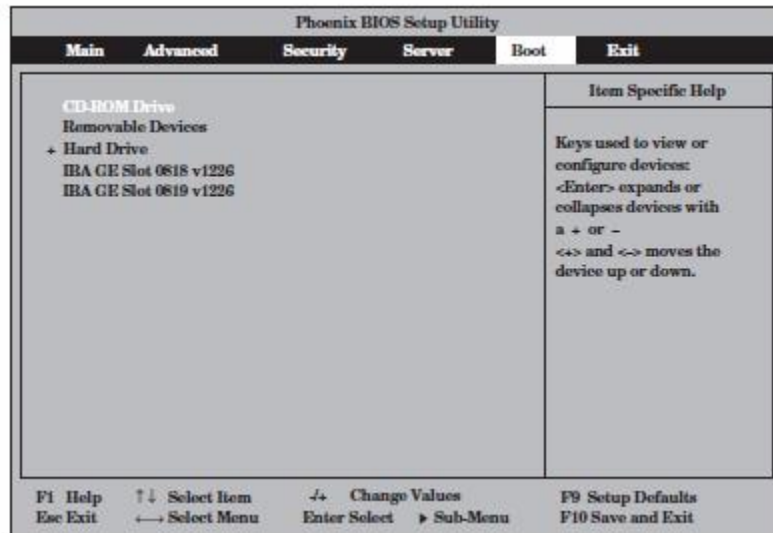 Phoenix BIOS Setup Utility
Main Advanced Security Server Boot Exit
CD-ROM Drive
Removable Devices
+ Hard Drive
IBA GE Slot 0818 v1226
IBA GE Slot 0819 v1226
Item Specific Help
Keys used to view or
configure devices:
<Enter> expands or
collapses devices with
a + or –
<+> and <-> moves the
device up or down.
F1 Help ↑↓ Select Item -/+ Change Values F9 Setup Defaults
Esc Exit ←→ Select Menu Enter Select ▶ Sub-Menu F10 Save and Exit